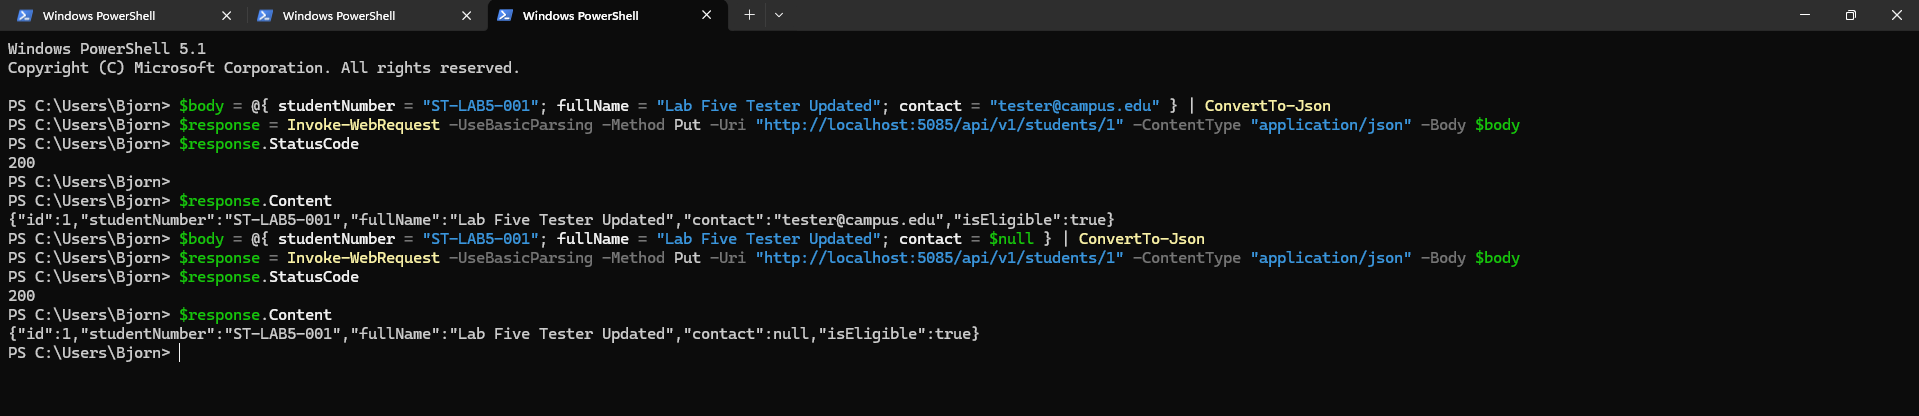 Windows PowerShell
Windows PowerShell
Windows PowerShell
Windows PowerShell 5.1
Copyright (C) Microsoft Corporation. All rights reserved.
PS C:\Users\Bjorn> $body = @{ studentNumber = "ST-LAB5-001"; fullName = "Lab Five Tester Updated"; contact = "tester@campus.edu" } | ConvertTo-Json
PS C:\Users\Bjorn> $response = Invoke-WebRequest -UseBasicParsing -Method Put -Uri "http://localhost:5085/api/v1/students/1" -ContentType "application/json" -Body $body
PS C:\Users\Bjorn> $response.StatusCode
200
PS C:\Users\Bjorn>
PS C:\Users\Bjorn> $response.Content
{"id":1,"studentNumber":"ST-LAB5-001","fullName":"Lab Five Tester Updated","contact":"tester@campus.edu","isEligible":true}
PS C:\Users\Bjorn> $body = @{ studentNumber = "ST-LAB5-001"; fullName = "Lab Five Tester Updated"; contact = $null } | ConvertTo-Json
PS C:\Users\Bjorn> $response = Invoke-WebRequest -UseBasicParsing -Method Put -Uri "http://localhost:5085/api/v1/students/1" -ContentType "application/json" -Body $body
PS C:\Users\Bjorn> $response.StatusCode
200
PS C:\Users\Bjorn> $response.Content
{"id":1,"studentNumber":"ST-LAB5-001","fullName":"Lab Five Tester Updated","contact":null,"isEligible":true}
PS C:\Users\Bjorn>